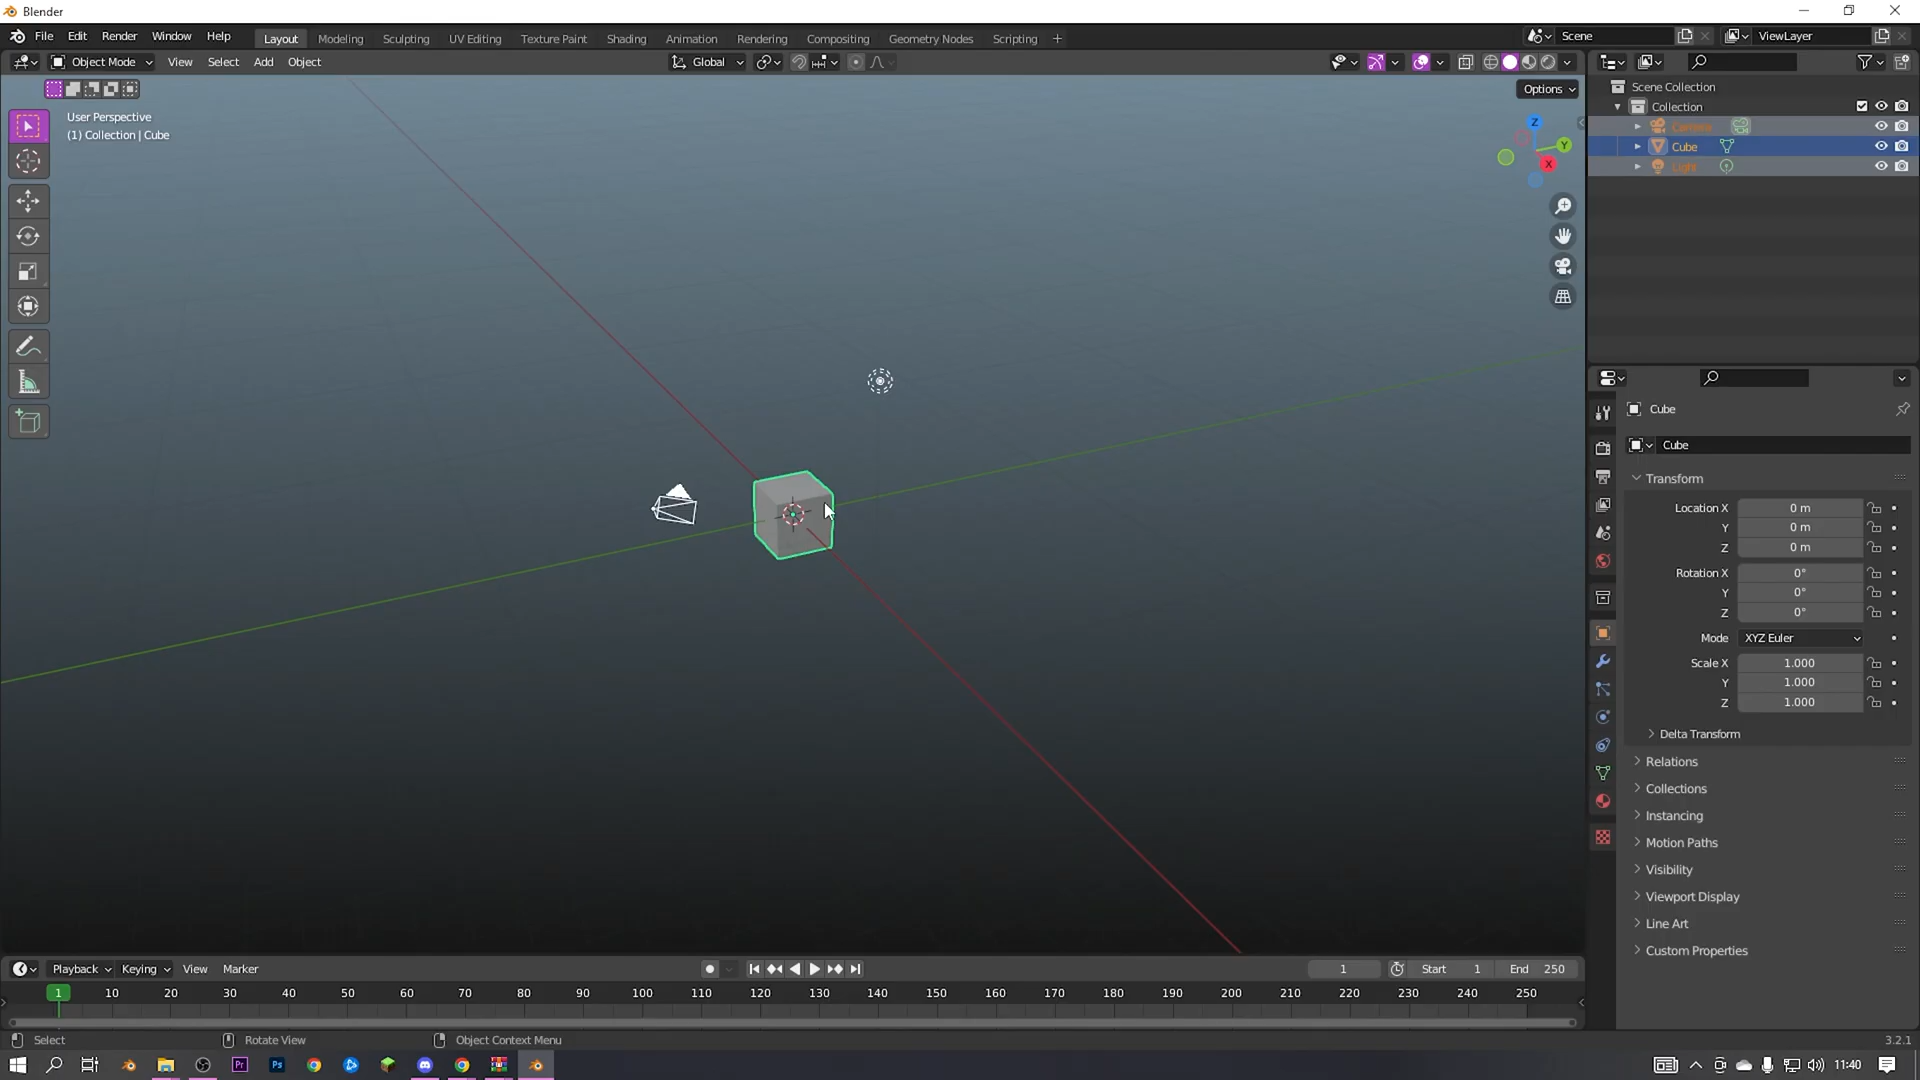 Blender
File Edit Render Window Help
Layout Modeling Sculpting UV Editing Texture Paint Shading Animation Rendering Compositing Geometry Nodes Scripting +
Scene
ViewLayer
Object Mode View Select Add Object
Global
Options
User Perspective
(1) Collection | Cube
Z
Y
X
Scene Collection
Collection
Camera
Cube
Light
Cube
Cube
Transform
Location X 0 m
Y 0 m
Z 0 m
Rotation X 0°
Y 0°
Z 0°
Mode XYZ Euler
Scale X 1.000
Y 1.000
Z 1.000
Delta Transform
Relations
Collections
Instancing
Motion Paths
Visibility
Viewport Display
Line Art
Custom Properties
Playback Keying View Marker
1 Start 1 End 250
1 10 20 30 40 50 60 70 80 90 100 110 120 130 140 150 160 170 180 190 200 210 220 230 240 250
Select Rotate View Object Context Menu
3.2.1
Pr Ps
11:40